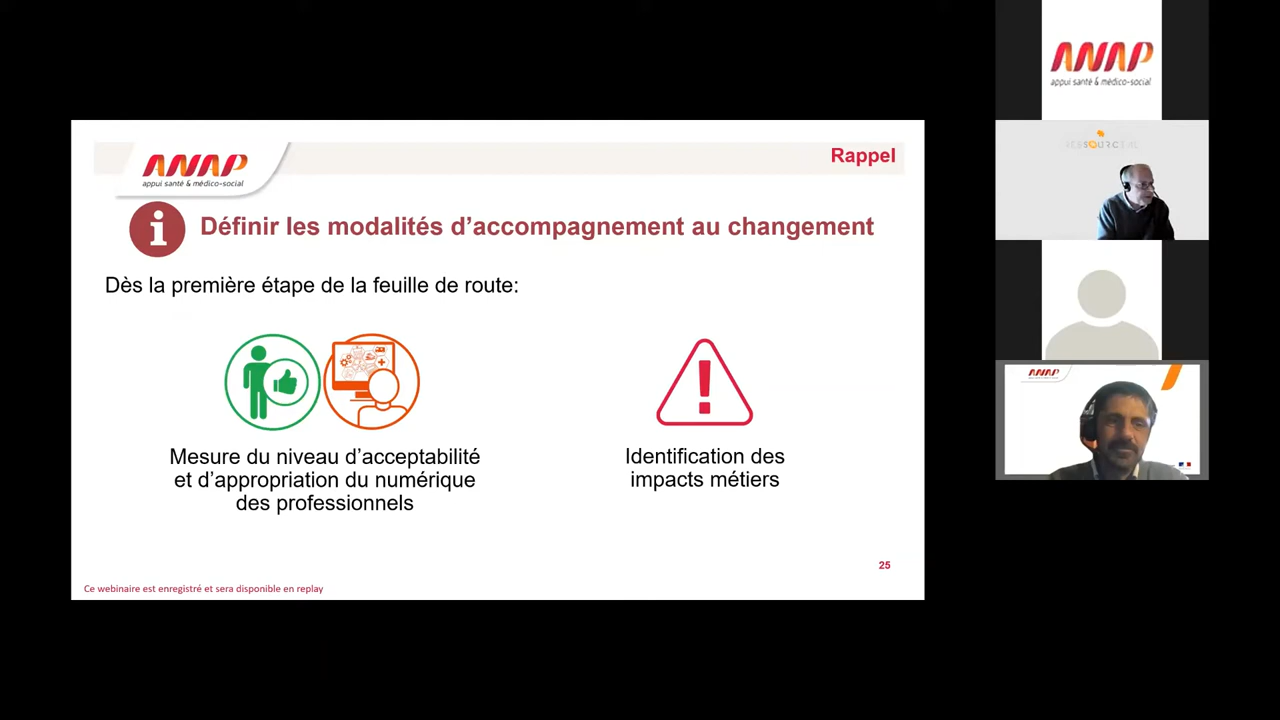 ANAP
appui santé & médico-social
Rappel
i Définir les modalités d’accompagnement au changement
Dès la première étape de la feuille de route:
Mesure du niveau d’acceptabilité
et d’appropriation du numérique
des professionnels
Identification des
impacts métiers
25
Ce webinaire est enregistré et sera disponible en replay
ANAP
appui santé & médico-social
RESSOURCIAL
ANAP